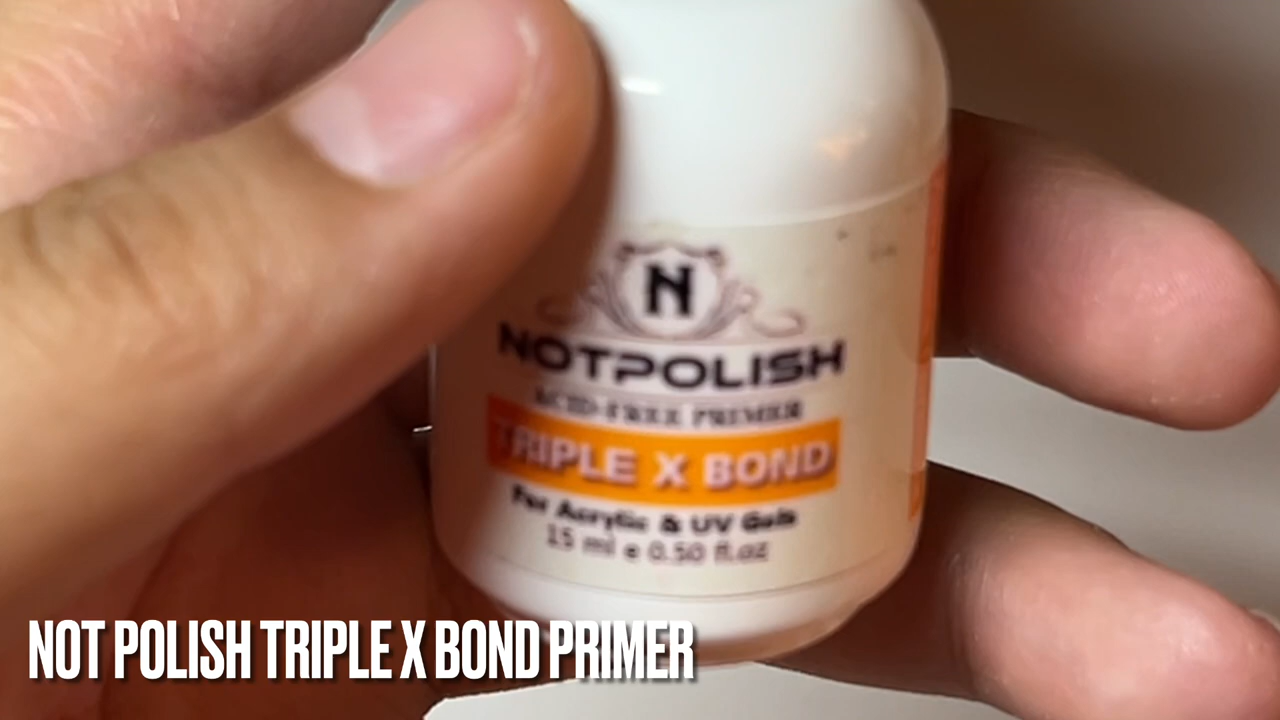 N
NOTPOLISH
ACID-FREE PRIMER
TRIPLE X BOND
For Acrylic & UV Gels
15 ml e 0.50 fl.oz
NOT POLISH TRIPLE X BOND PRIMER